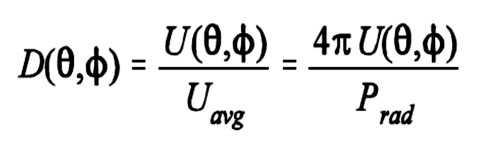 D(θ,ϕ) = U(θ,ϕ) / U_avg = 4π U(θ,ϕ) / P_rad